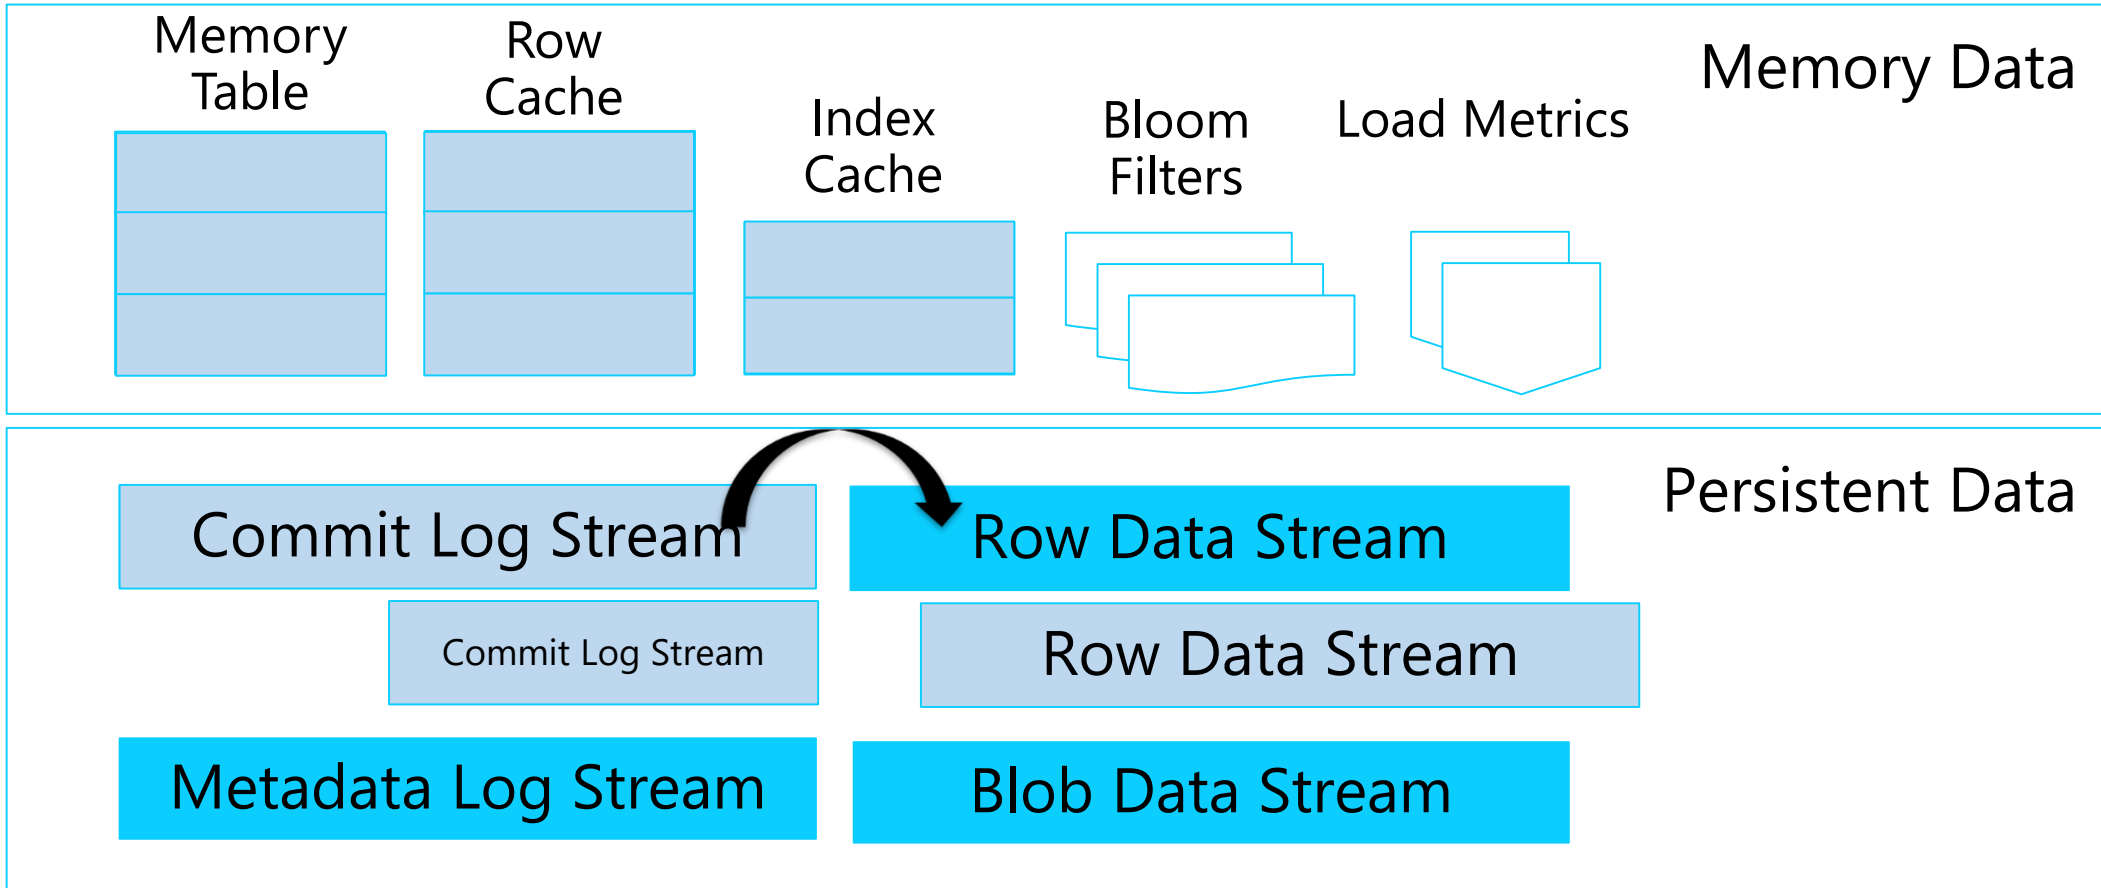 Memory
Table
Row
Cache
Index
Cache
Bloom
Filters
Load Metrics
Memory Data
Persistent Data
Commit Log Stream
Row Data Stream
Commit Log Stream
Row Data Stream
Metadata Log Stream
Blob Data Stream